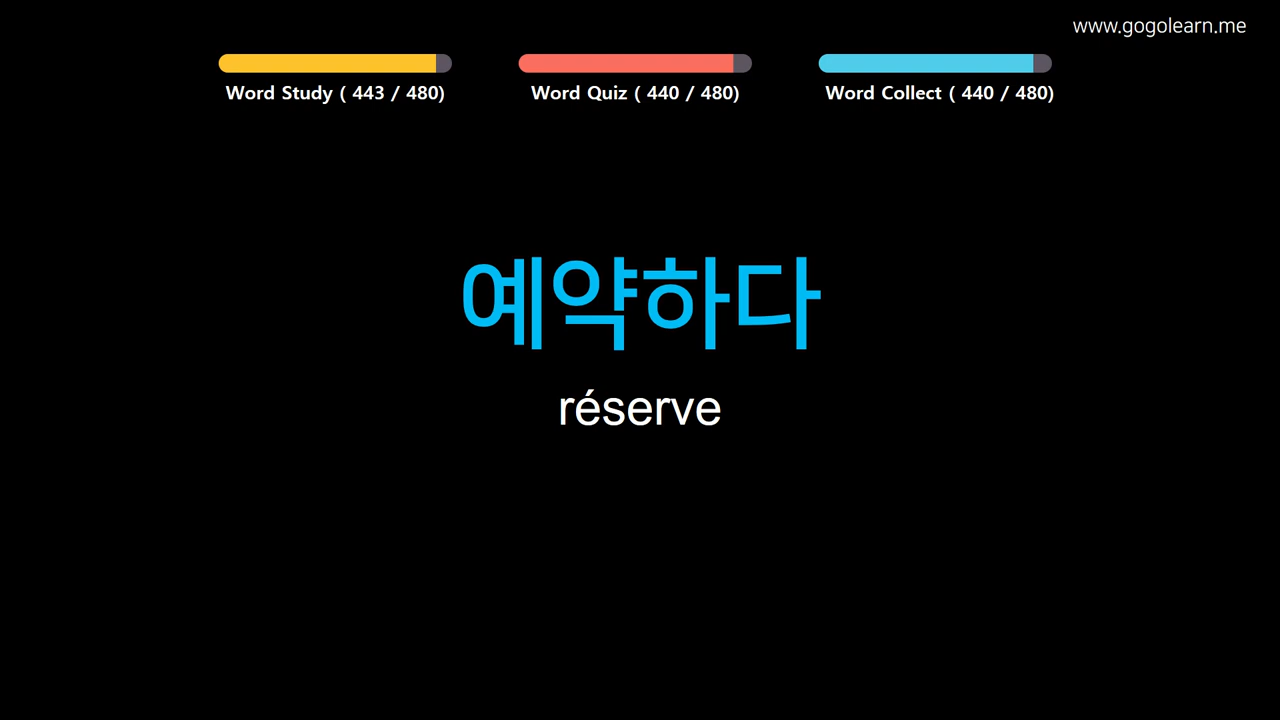 www.gogolearn.me
Word Study ( 443 / 480)
Word Quiz ( 440 / 480)
Word Collect ( 440 / 480)
예약하다
réserve